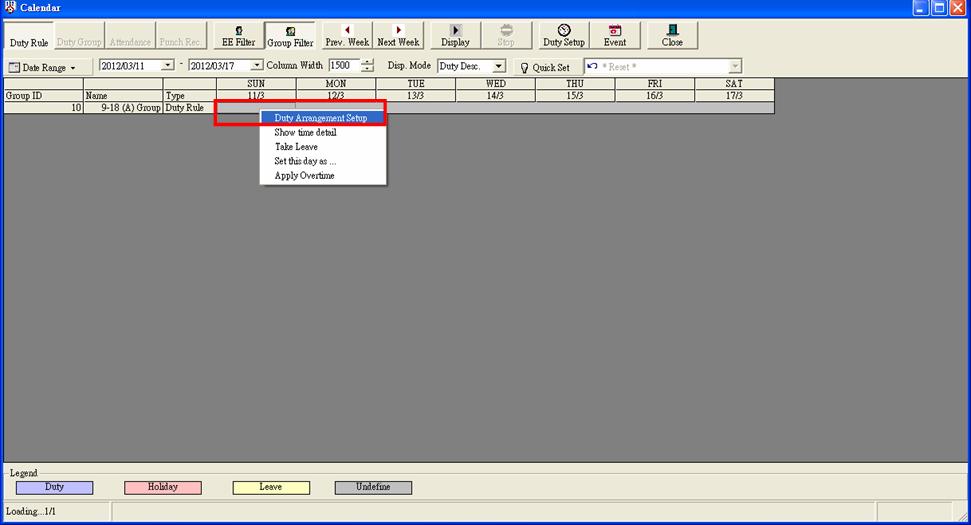 Calendar
Duty Rule Duty Group Attendance Punch Rec. EE Filter Group Filter Prev. Week Next Week Display Stop Duty Setup Event Close
Date Range 2012/03/11 - 2012/03/17 Column Width 1500 Disp. Mode Duty Desc. Quick Set * Reset *
SUN MON TUE WED THU FRI SAT
Group ID Name Type 11/3 12/3 13/3 14/3 15/3 16/3 17/3
10 9-18 (A) Group Duty Rule
Duty Arrangement Setup
Show time detail
Take Leave
Set this day as ...
Apply Overtime
Legend
Duty Holiday Leave Undefine
Loading...1/1